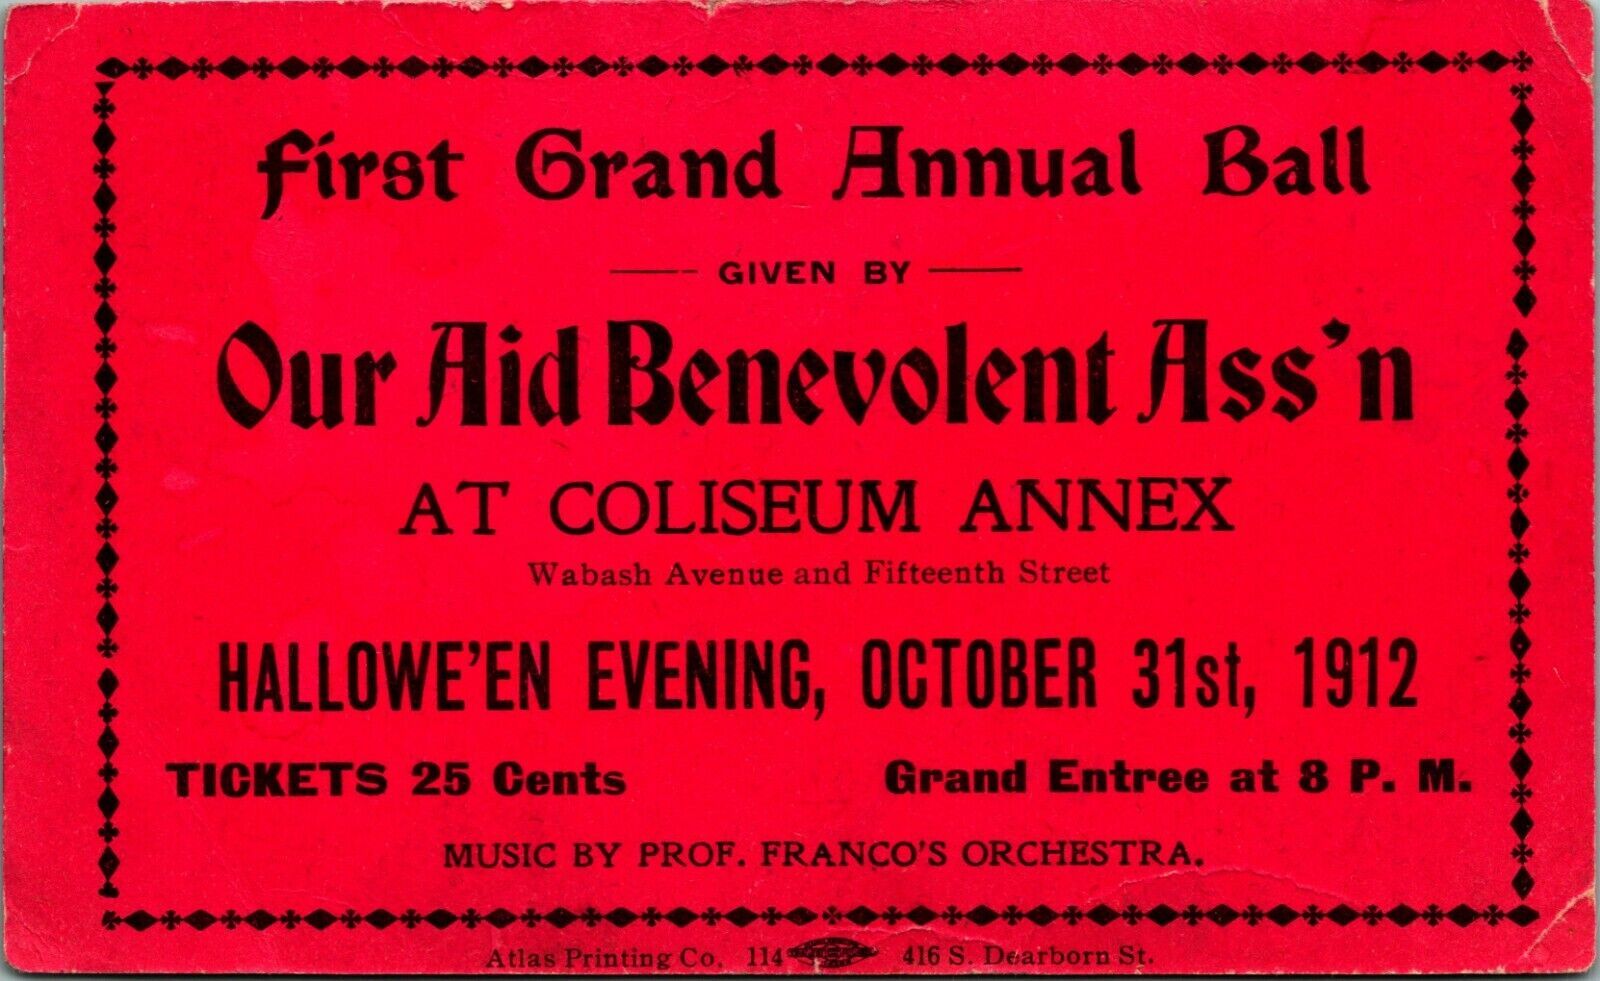 First Grand Annual Ball
GIVEN BY
Our Aid Benevolent Ass'n
AT COLISEUM ANNEX
Wabash Avenue and Fifteenth Street
HALLOWE'EN EVENING, OCTOBER 31st, 1912
TICKETS 25 Cents Grand Entree at 8 P. M.
MUSIC BY PROF. FRANCO'S ORCHESTRA.
Atlas Printing Co. 114 416 S. Dearborn St.